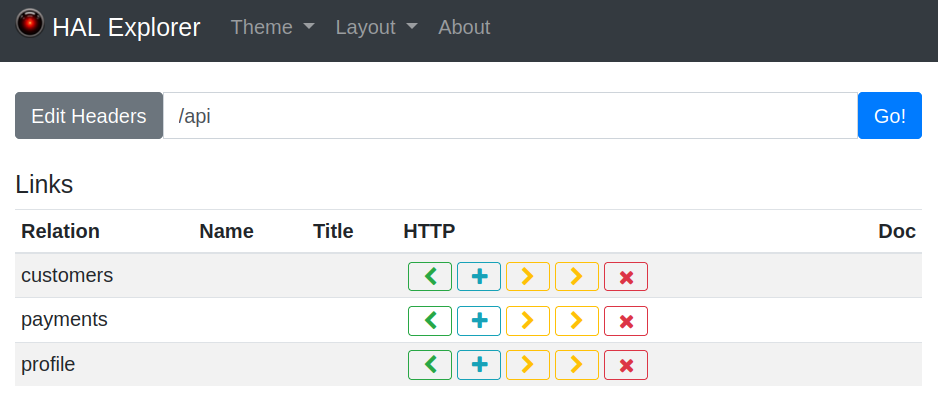 HAL Explorer Theme Layout About
Edit Headers /api Go!
Links
Relation Name Title HTTP Doc
customers
payments
profile